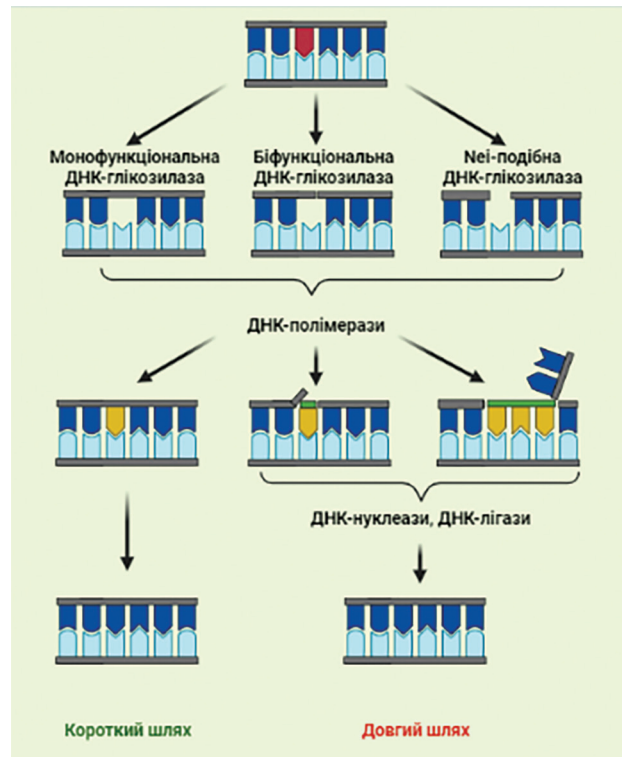 Монофункціональна
ДНК-глікозилаза
Біфункціональна
ДНК-глікозилаза
Nei-подібна
ДНК-глікозилаза
ДНК-полімерази
ДНК-нуклеази, ДНК-лігази
Короткий шлях
Довгий шлях